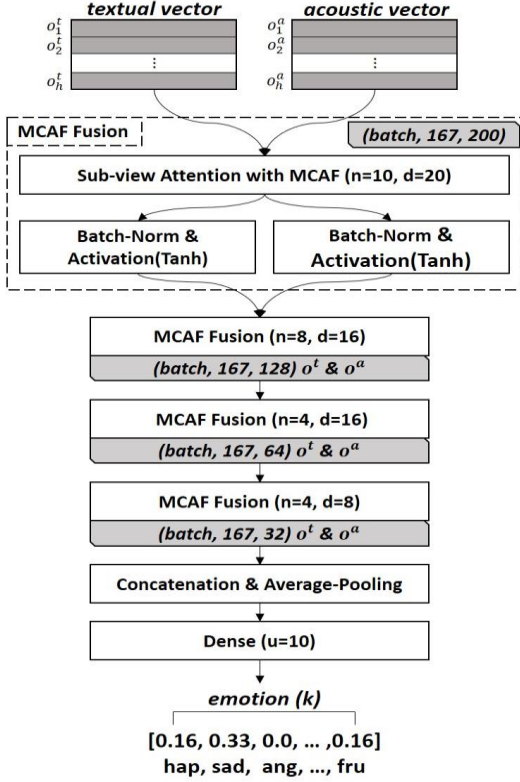 textual vector acoustic vector
o₁ᵗ o₁ᵃ
o₂ᵗ o₂ᵃ
⋮ ⋮
oₕᵗ oₕᵃ
MCAF Fusion (batch, 167, 200)
Sub-view Attention with MCAF (n=10, d=20)
Batch-Norm & Batch-Norm &
Activation(Tanh) Activation(Tanh)
MCAF Fusion (n=8, d=16)
(batch, 167, 128) oᵗ & oᵃ
MCAF Fusion (n=4, d=16)
(batch, 167, 64) oᵗ & oᵃ
MCAF Fusion (n=4, d=8)
(batch, 167, 32) oᵗ & oᵃ
Concatenation & Average-Pooling
Dense (u=10)
emotion (k)
[0.16, 0.33, 0.0, ... ,0.16]
hap, sad, ang, ..., fru